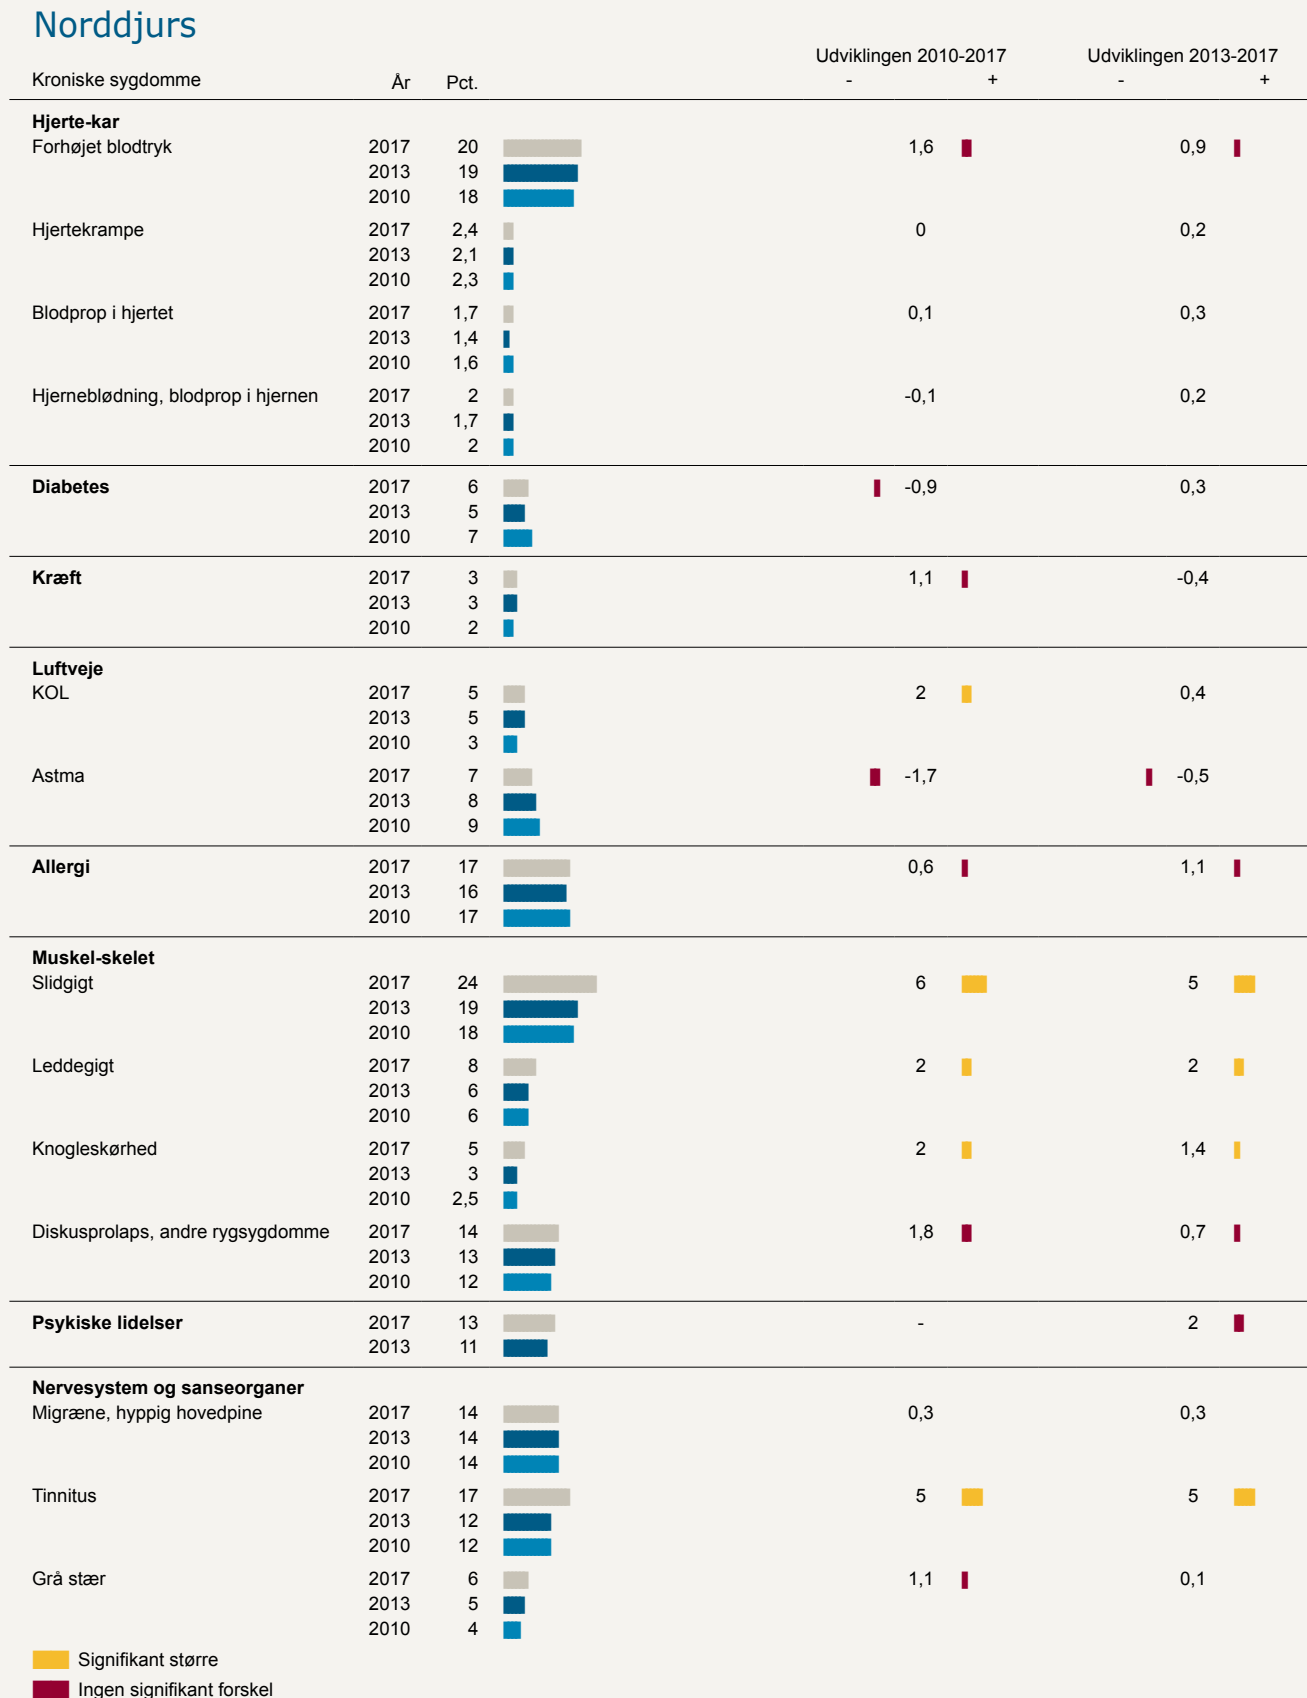 Norddjurs
Udviklingen 2010-2017 Udviklingen 2013-2017
Kroniske sygdomme År Pct. - + - +
Hjerte-kar
Forhøjet blodtryk 2017 20 1,6 0,9
2013 19
2010 18
Hjertekrampe 2017 2,4 0 0,2
2013 2,1
2010 2,3
Blodprop i hjertet 2017 1,7 0,1 0,3
2013 1,4
2010 1,6
Hjerneblødning, blodprop i hjernen 2017 2 -0,1 0,2
2013 1,7
2010 2
Diabetes 2017 6 -0,9 0,3
2013 5
2010 7
Kræft 2017 3 1,1 -0,4
2013 3
2010 2
Luftveje
KOL 2017 5 2 0,4
2013 5
2010 3
Astma 2017 7 -1,7 -0,5
2013 8
2010 9
Allergi 2017 17 0,6 1,1
2013 16
2010 17
Muskel-skelet
Slidgigt 2017 24 6 5
2013 19
2010 18
Leddegigt 2017 8 2 2
2013 6
2010 6
Knogleskørhed 2017 5 2 1,4
2013 3
2010 2,5
Diskusprolaps, andre rygsygdomme 2017 14 1,8 0,7
2013 13
2010 12
Psykiske lidelser 2017 13 - 2
2013 11
Nervesystem og sanseorganer
Migræne, hyppig hovedpine 2017 14 0,3 0,3
2013 14
2010 14
Tinnitus 2017 17 5 5
2013 12
2010 12
Grå stær 2017 6 1,1 0,1
2013 5
2010 4
Signifikant større
Ingen signifikant forskel